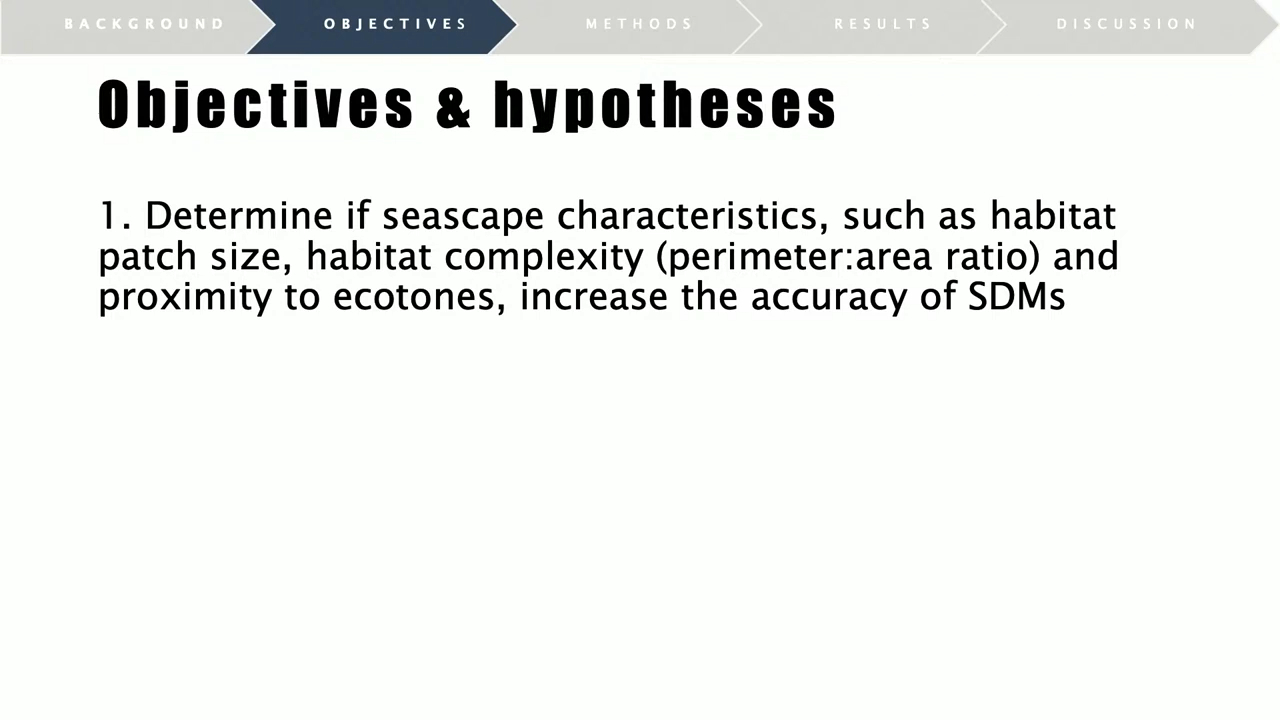 BACKGROUND OBJECTIVES METHODS RESULTS DISCUSSION
Objectives & hypotheses
1. Determine if seascape characteristics, such as habitat
patch size, habitat complexity (perimeter:area ratio) and
proximity to ecotones, increase the accuracy of SDMs